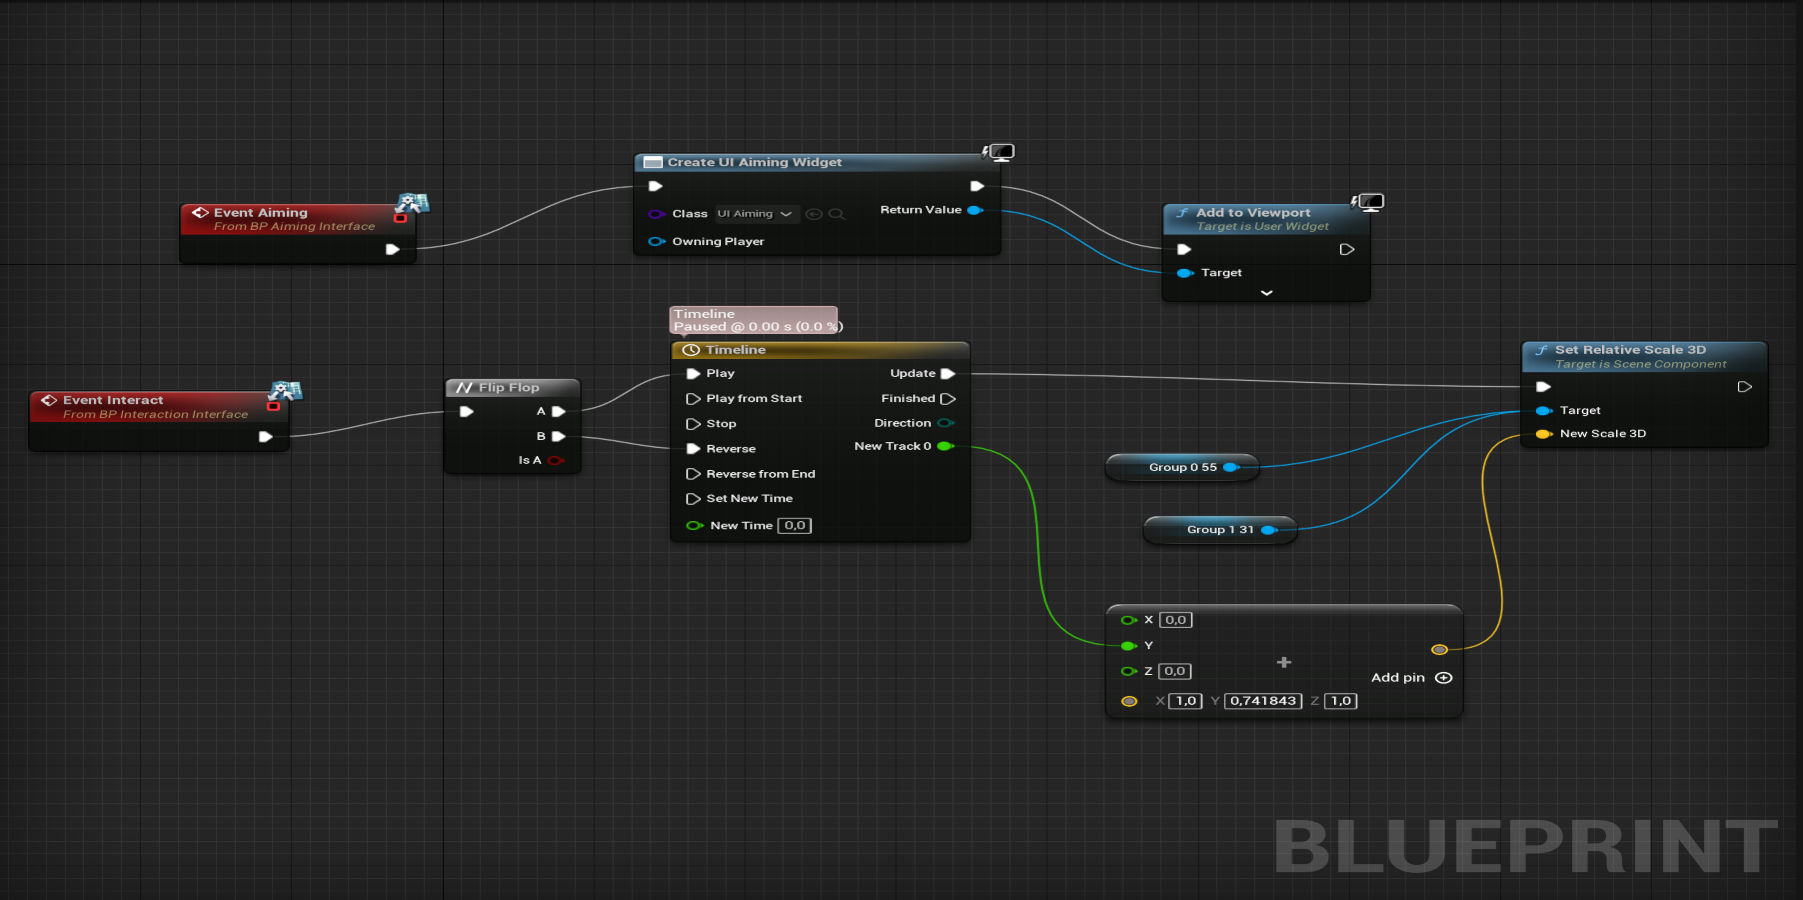 Event Aiming
From BP Aiming Interface
Create UI Aiming Widget
Class UI Aiming
Return Value
Owning Player
Add to Viewport
Target is User Widget
Target
Timeline
Paused @ 0.00 s (0.0 %)
Timeline
Play
Update
Play from Start
Finished
Stop
Direction
Reverse
New Track 0
Reverse from End
Set New Time
New Time 0,0
Event Interact
From BP Interaction Interface
Flip Flop
A
B
Is A
Set Relative Scale 3D
Target is Scene Component
Target
New Scale 3D
Group 0 55
Group 1 31
X 0,0
Y
Z 0,0
Add pin
X 1,0 Y 0,741843 Z 1,0
BLUEPRINT